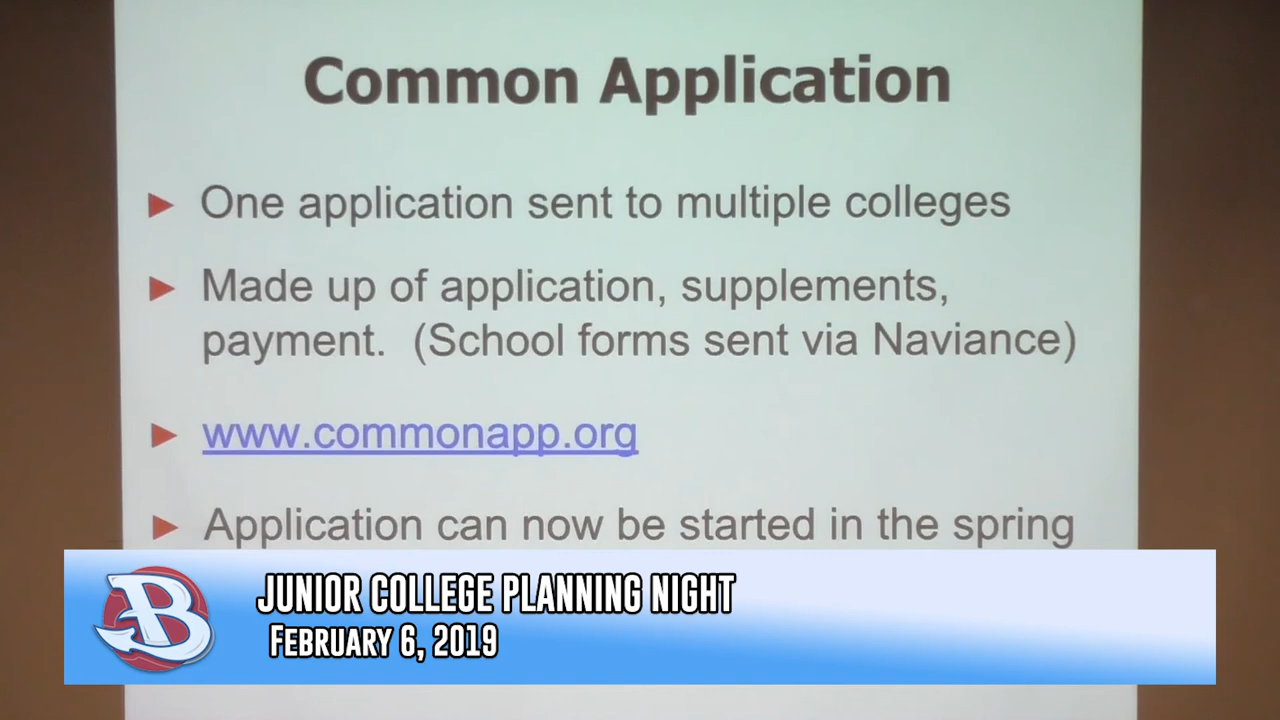 Common Application
► One application sent to multiple colleges
► Made up of application, supplements,
payment. (School forms sent via Naviance)
► www.commonapp.org
► Application can now be started in the spring
B
JUNIOR COLLEGE PLANNING NIGHT
FEBRUARY 6, 2019